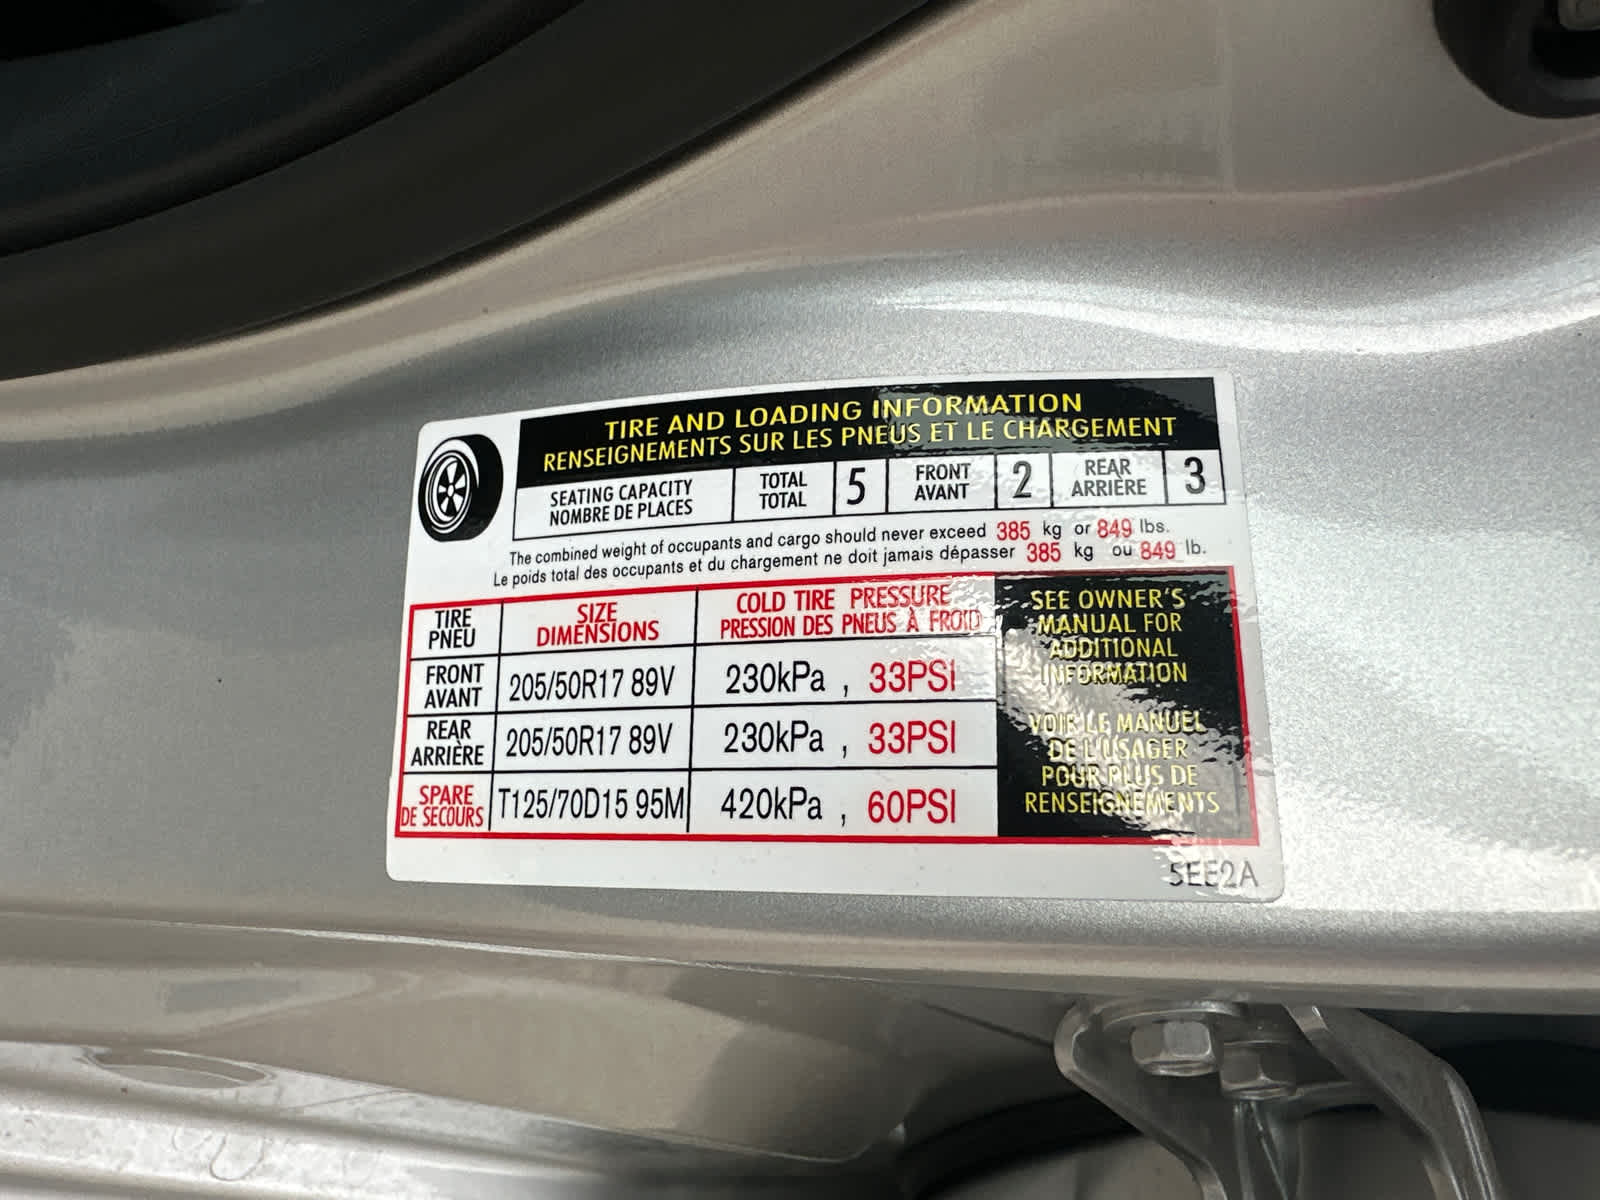 TIRE AND LOADING INFORMATION
RENSEIGNEMENTS SUR LES PNEUS ET LE CHARGEMENT
SEATING CAPACITY TOTAL 5 FRONT 2 REAR 3
NOMBRE DE PLACES TOTAL AVANT ARRIÈRE
The combined weight of occupants and cargo should never exceed 385 kg or 849 lbs.
Le poids total des occupants et du chargement ne doit jamais dépasser 385 kg ou 849 lb.
TIRE SIZE COLD TIRE PRESSURE
PNEU DIMENSIONS PRESSION DES PNEUS À FROID
FRONT
AVANT 205/50R17 89V 230kPa , 33PSI
REAR
ARRIÈRE 205/50R17 89V 230kPa , 33PSI
SPARE
DE SECOURS T125/70D15 95M 420kPa , 60PSI
SEE OWNER'S
MANUAL FOR
ADDITIONAL
INFORMATION
VOIR LE MANUEL
DE L'USAGER
POUR PLUS DE
RENSEIGNEMENTS
5EE2A